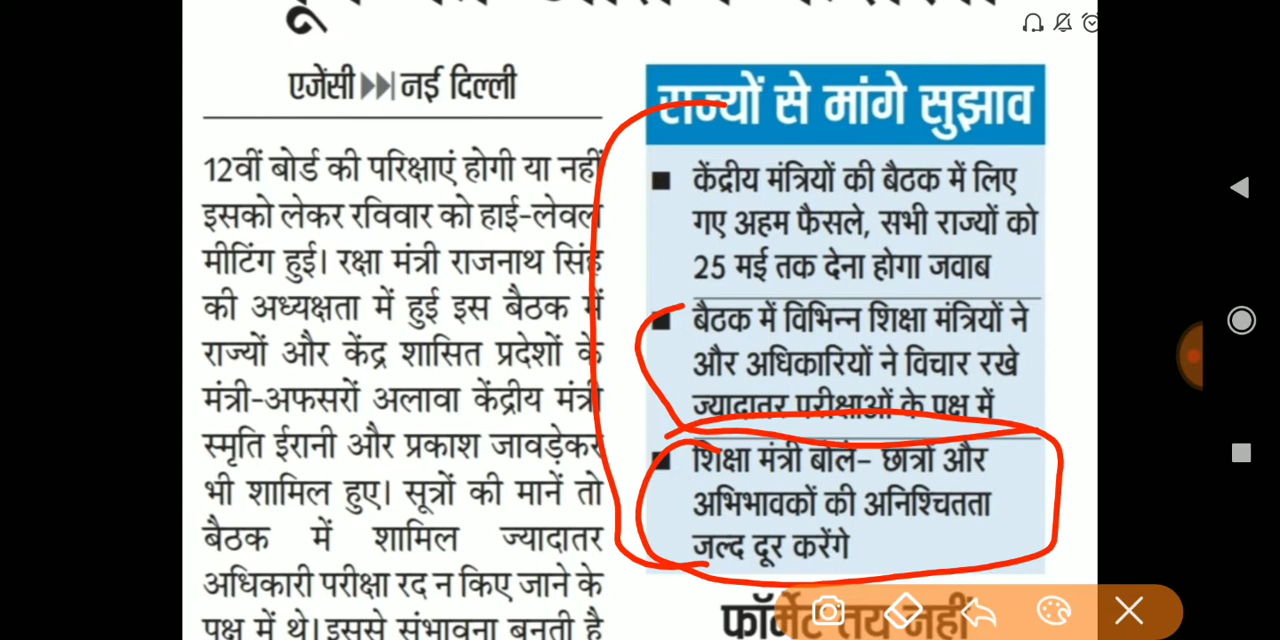 एजेंसी नई दिल्ली
12वीं बोर्ड की परिक्षाएं होगी या नहीं
इसको लेकर रविवार को हाई-लेवल
मीटिंग हुई। रक्षा मंत्री राजनाथ सिंह
की अध्यक्षता में हुई इस बैठक में
राज्यों और केंद्र शासित प्रदेशों के
मंत्री-अफसरों अलावा केंद्रीय मंत्री
स्मृति ईरानी और प्रकाश जावड़ेकर
भी शामिल हुए। सूत्रों की मानें तो
बैठक में शामिल ज्यादातर
अधिकारी परीक्षा रद न किए जाने के
पक्ष में थे। इससे संभावना बनती है
राज्यों से मांगे सुझाव
केंद्रीय मंत्रियों की बैठक में लिए
गए अहम फैसले, सभी राज्यों को
25 मई तक देना होगा जवाब
बैठक में विभिन्न शिक्षा मंत्रियों ने
और अधिकारियों ने विचार रखे
ज्यादातर परीक्षाओं के पक्ष में
शिक्षा मंत्री बोले- छात्रों और
अभिभावकों की अनिश्चितता
जल्द दूर करेंगे
फॉर्मेट तय नहीं